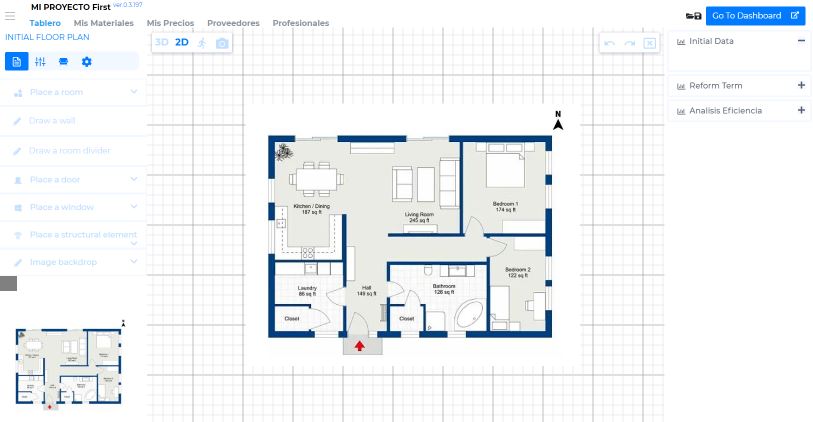 MI PROYECTO First ver.0.3.197
Go To Dashboard
Tablero Mis Materiales Mis Precios Proveedores Profesionales
INITIAL FLOOR PLAN
3D 2D
Initial Data
Place a room
Reform Term
Draw a wall
Analisis Eficiencia
Draw a room divider
Place a door
Place a window
Place a structural element
Image backdrop
N
Kitchen / Dining
187 sq ft
Living Room
245 sq ft
Bedroom 1
174 sq ft
Bedroom 2
122 sq ft
Laundry
86 sq ft
Hall
149 sq ft
Bathroom
126 sq ft
Closet
Closet